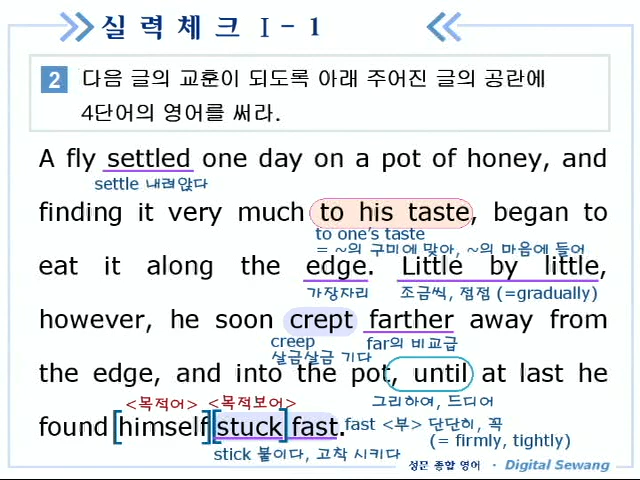 실력체크 I - 1
2 다음 글의 교훈이 되도록 아래 주어진 글의 공란에
4단어의 영어를 써라.
A fly settled one day on a pot of honey, and
settle 내려앉다
finding it very much to his taste, began to
to one's taste
= ~의 구미에 맞아, ~의 마음에 들어
eat it along the edge. Little by little,
가장자리 조금씩, 점점 (=gradually)
however, he soon crept farther away from
creep far의 비교급
살금살금 기다
the edge, and into the pot, until at last he
<목적어> <목적보어> 그리하여, 드디어
found [himself] [stuck] fast.
fast <부> 단단히, 꼭
(= firmly, tightly)
stick 붙이다, 고착 시키다
성문 종합 영어 · Digital Sewang